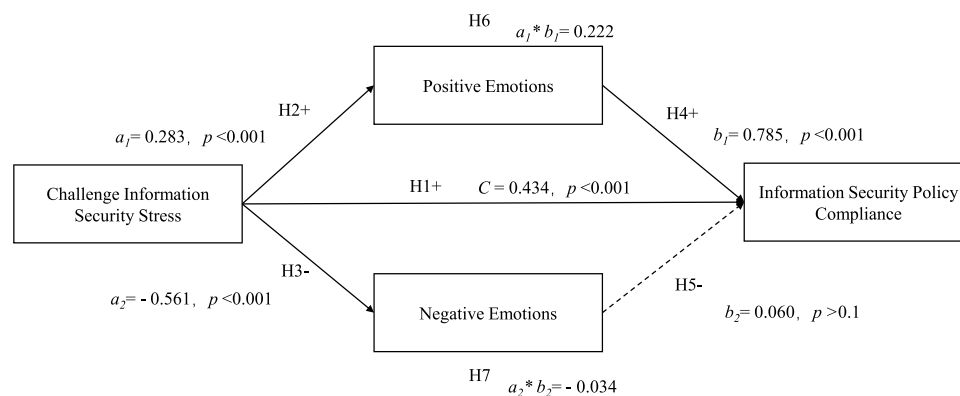 H6
a₁* b₁= 0.222
Positive Emotions
H2+
H4+
a₁= 0.283, p <0.001
b₁= 0.785, p <0.001
Challenge Information
Security Stress
H1+ C = 0.434, p <0.001
Information Security Policy
Compliance
H3-
H5-
a₂= - 0.561, p <0.001
b₂= 0.060, p >0.1
Negative Emotions
H7
a₂* b₂= - 0.034